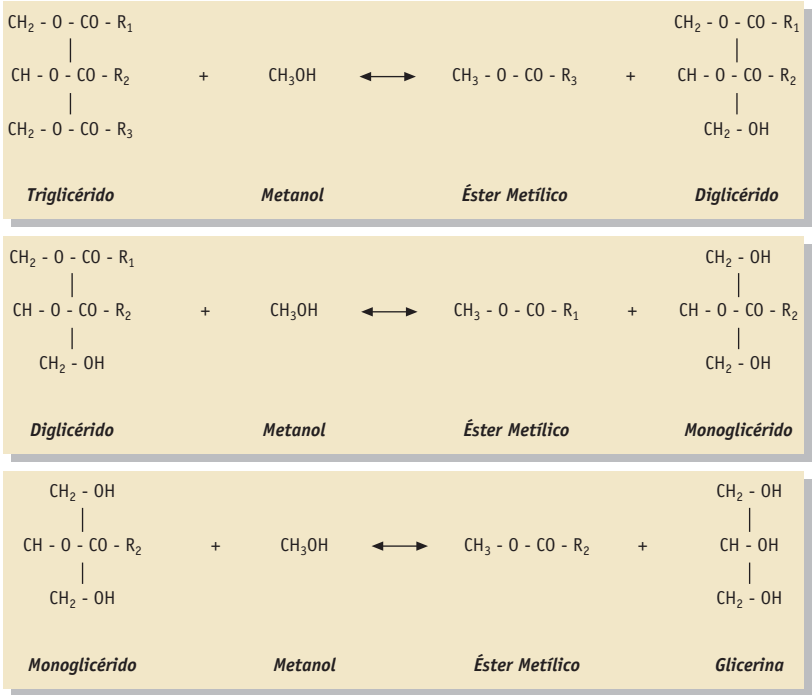 CH₂ - O - CO - R₁ CH₂ - O - CO - R₁
|  |
CH - O - CO - R₂ + CH₃OH ↔ CH₃ - O - CO - R₃ + CH - O - CO - R₂
|  |
CH₂ - O - CO - R₃ CH₂ - OH
Triglicérido Metanol Éster Metílico Diglicérido
CH₂ - O - CO - R₁ CH₂ - OH
|  |
CH - O - CO - R₂ + CH₃OH ↔ CH₃ - O - CO - R₁ + CH - O - CO - R₂
|  |
CH₂ - OH CH₂ - OH
Diglicérido Metanol Éster Metílico Monoglicérido
CH₂ - OH CH₂ - OH
|  |
CH - O - CO - R₂ + CH₃OH ↔ CH₃ - O - CO - R₂ + CH - OH
|  |
CH₂ - OH CH₂ - OH
Monoglicérido Metanol Éster Metílico Glicerina